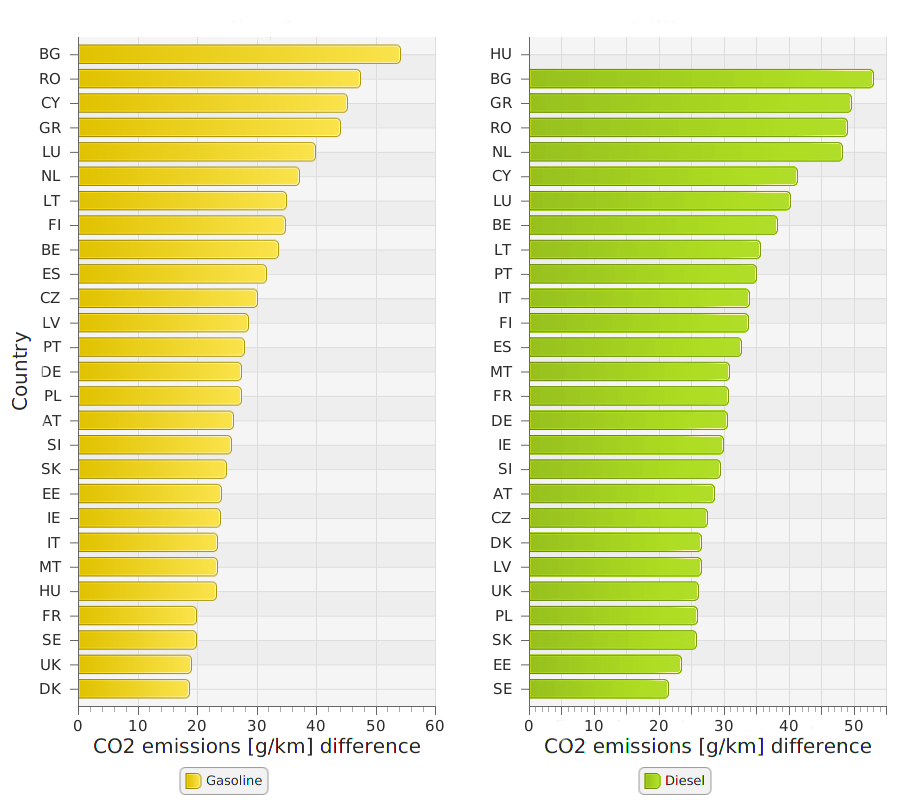 BG
RO
CY
GR
LU
NL
LT
FI
BE
ES
CZ
LV
PT
DE
PL
AT
SI
SK
EE
IE
IT
MT
HU
FR
SE
UK
DK
Country
0 10 20 30 40 50 60
CO2 emissions [g/km] difference
Gasoline
HU
BG
GR
RO
NL
CY
LU
BE
LT
PT
IT
FI
ES
MT
FR
DE
IE
SI
AT
CZ
DK
LV
UK
PL
SK
EE
SE
0 10 20 30 40 50
CO2 emissions [g/km] difference
Diesel